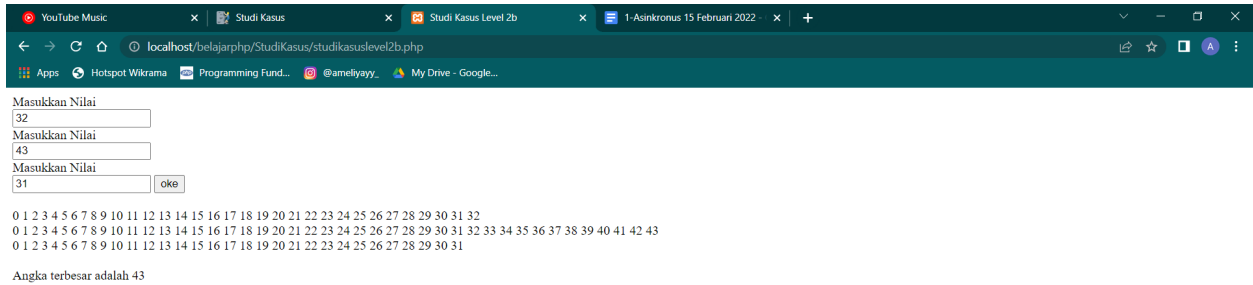 YouTube Music
Studi Kasus
Studi Kasus Level 2b
1-Asinkronus 15 Februari 2022 -
localhost/belajarphp/StudiKasus/studikasuslevel2b.php
A
Apps Hotspot Wikrama Programming Fund... @ameliyayy_ My Drive - Google...
Masukkan Nilai
32
Masukkan Nilai
43
Masukkan Nilai
31 oke
0 1 2 3 4 5 6 7 8 9 10 11 12 13 14 15 16 17 18 19 20 21 22 23 24 25 26 27 28 29 30 31 32
0 1 2 3 4 5 6 7 8 9 10 11 12 13 14 15 16 17 18 19 20 21 22 23 24 25 26 27 28 29 30 31 32 33 34 35 36 37 38 39 40 41 42 43
0 1 2 3 4 5 6 7 8 9 10 11 12 13 14 15 16 17 18 19 20 21 22 23 24 25 26 27 28 29 30 31
Angka terbesar adalah 43